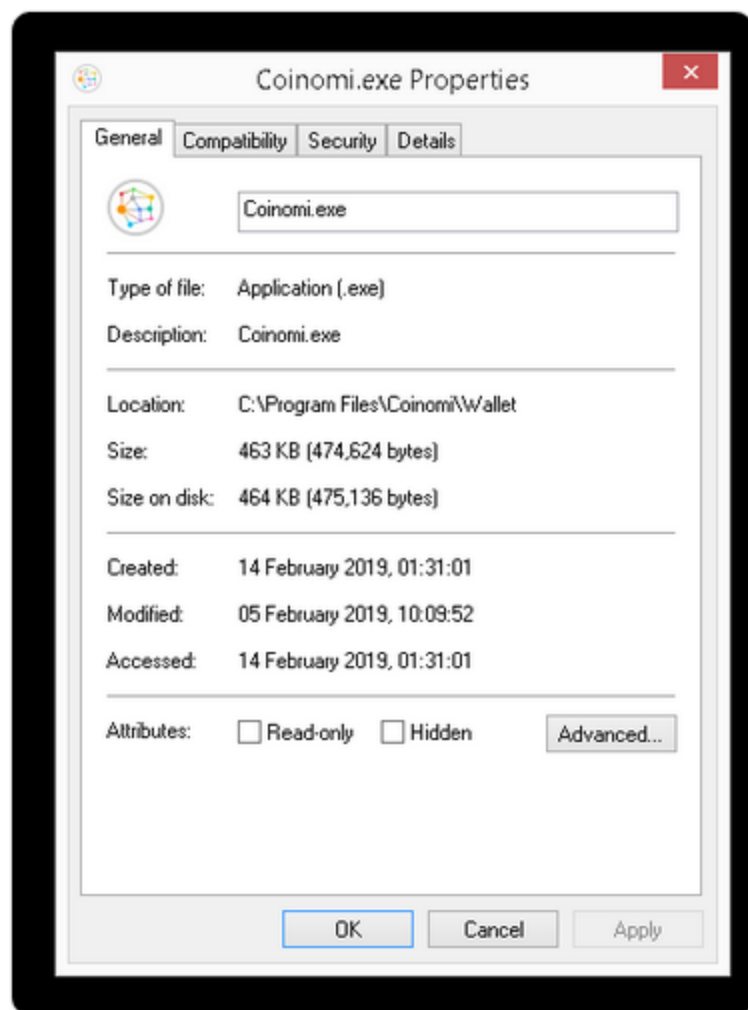 Coinomi.exe Properties
General Compatibility Security Details
Coinomi.exe
Type of file: Application (.exe)
Description: Coinomi.exe
Location: C:\Program Files\Coinomi\Wallet
Size: 463 KB (474,624 bytes)
Size on disk: 464 KB (475,136 bytes)
Created: 14 February 2019, 01:31:01
Modified: 05 February 2019, 10:09:52
Accessed: 14 February 2019, 01:31:01
Attributes: Read-only Hidden Advanced...
OK Cancel Apply